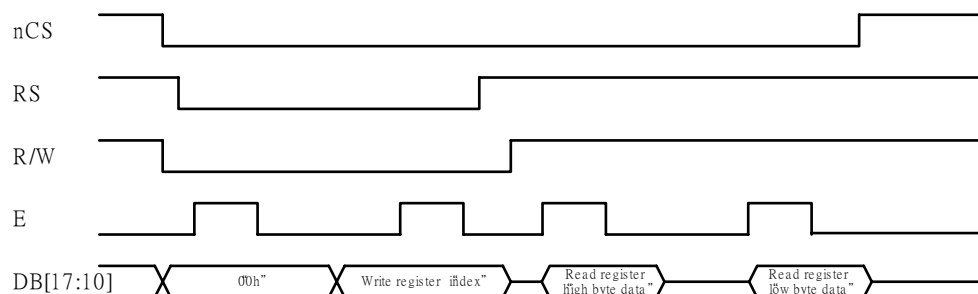 nCS
RS
R/W
E
DB[17:10]
"00h"
Write register "index"
Read register
"high byte data"
Read register
"low byte data"